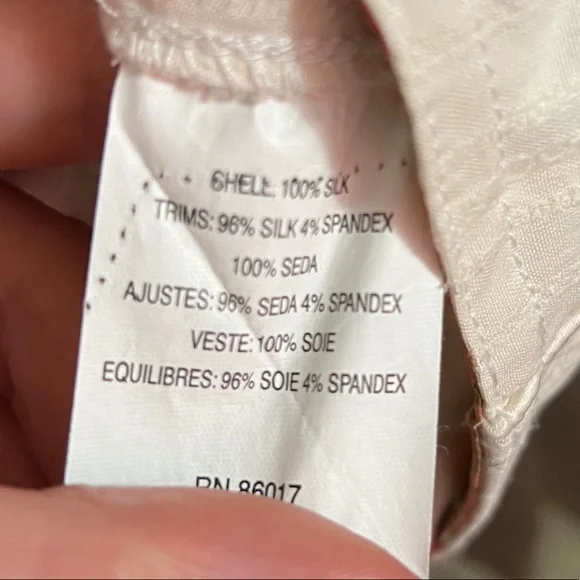 SHELL: 100% SILK
TRIMS: 96% SILK 4% SPANDEX
100% SEDA
AJUSTES: 96% SEDA 4% SPANDEX
VESTE: 100% SOIE
EQUILIBRES: 96% SOIE 4% SPANDEX
RN 86017